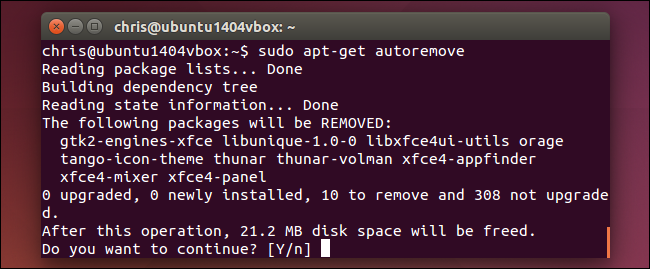 chris@ubuntu1404vbox: ~
chris@ubuntu1404vbox:~$ sudo apt-get autoremove
Reading package lists... Done
Building dependency tree
Reading state information... Done
The following packages will be REMOVED:
  gtk2-engines-xfce libunique-1.0-0 libxfce4ui-utils orage
  tango-icon-theme thunar thunar-volman xfce4-appfinder
  xfce4-mixer xfce4-panel
0 upgraded, 0 newly installed, 10 to remove and 308 not upgrade
d.
After this operation, 21.2 MB disk space will be freed.
Do you want to continue? [Y/n]